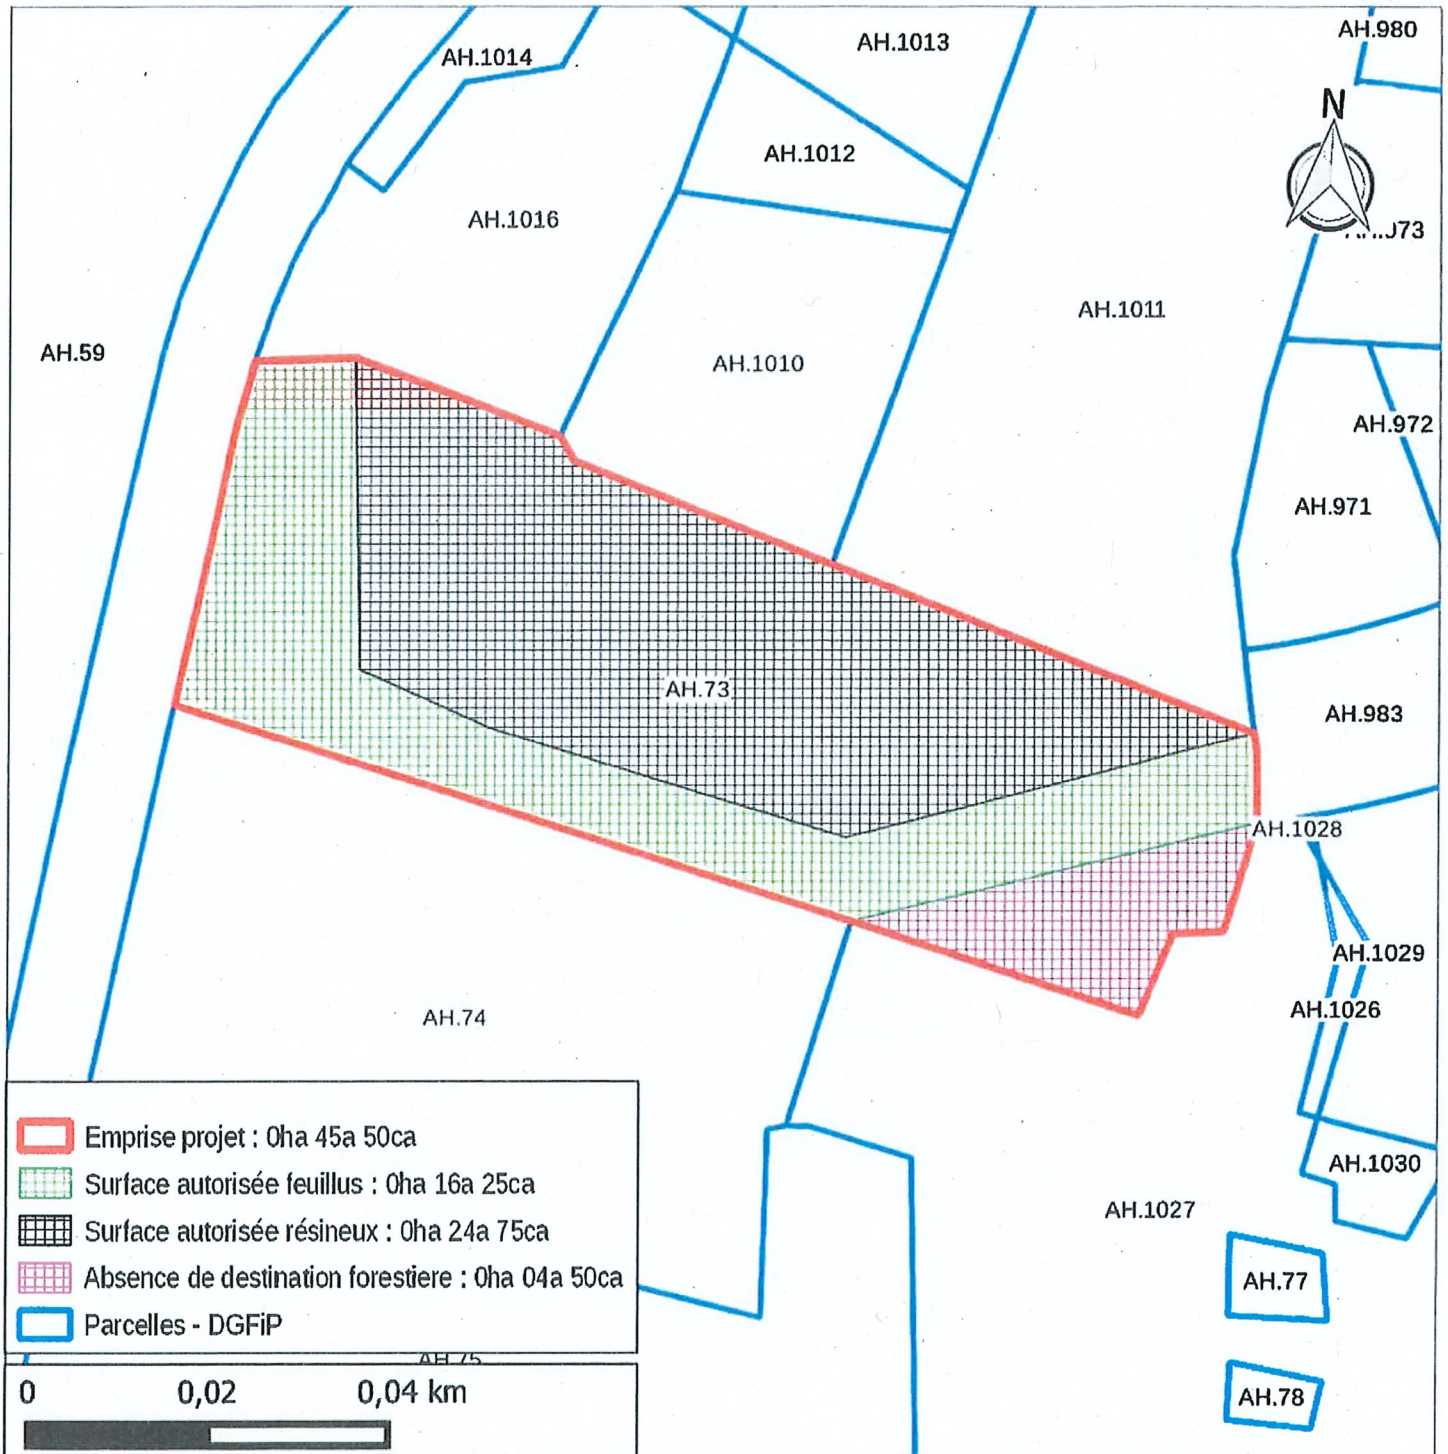 AH.980
AH.1013
AH.1014
N
AH.1012
AH.1016
AH.1011
AH.59
AH.1010
AH.972
AH.971
AH.73
AH.983
AH.1028
AH.1029
AH.1026
AH.74
Emprise projet : 0ha 45a 50ca
AH.1030
Surface autorisée feuillus : 0ha 16a 25ca
AH.1027
Surface autorisée résineux : 0ha 24a 75ca
Absence de destination forestiere : 0ha 04a 50ca
AH.77
Parcelles - DGFiP
AH.75
0 0,02 0,04 km
AH.78